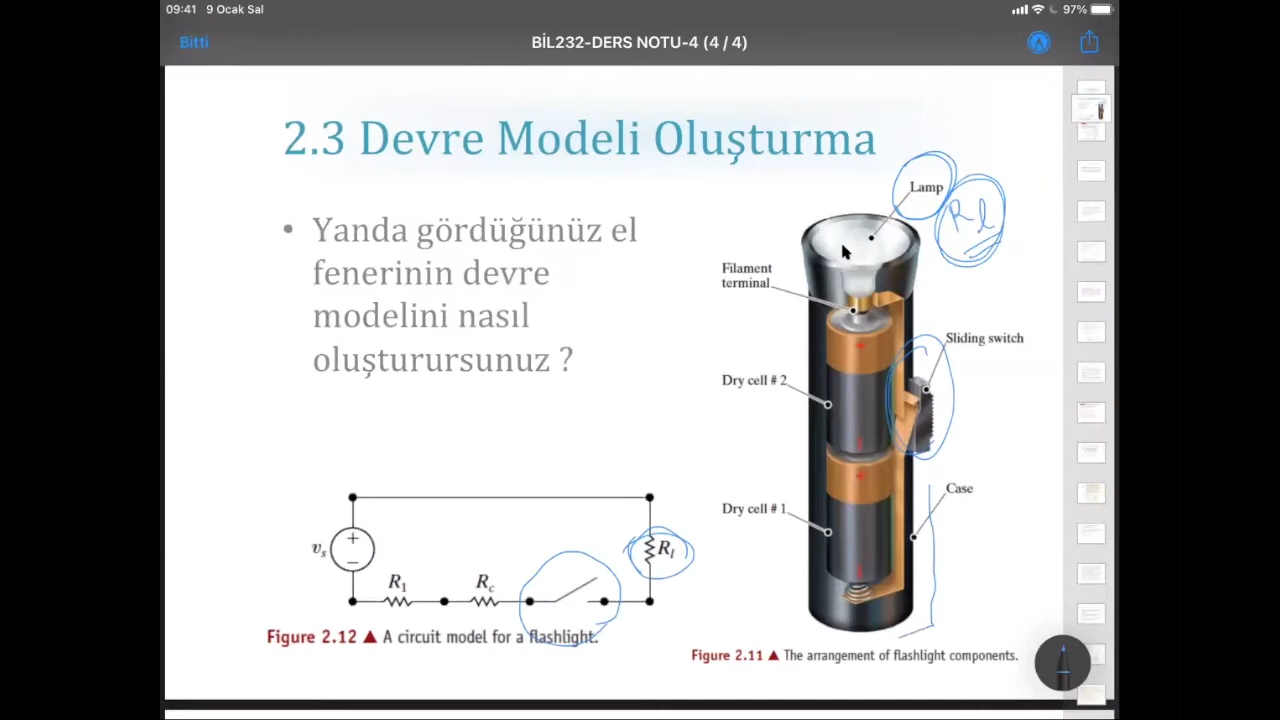 09:41 9 Ocak Sal
97%
Bitti
BİL232-DERS NOTU-4 (4 / 4)
2.3 Devre Modeli Oluşturma
• Yanda gördüğünüz el
fenerinin devre
modelini nasıl
oluşturursunuz ?
Lamp
Rl
Filament
terminal
Sliding switch
Dry cell # 2
Case
Dry cell # 1
+
+
vs
+
−
R1
Rc
Rl
Figure 2.12 ▲ A circuit model for a flashlight.
Figure 2.11 ▲ The arrangement of flashlight components.